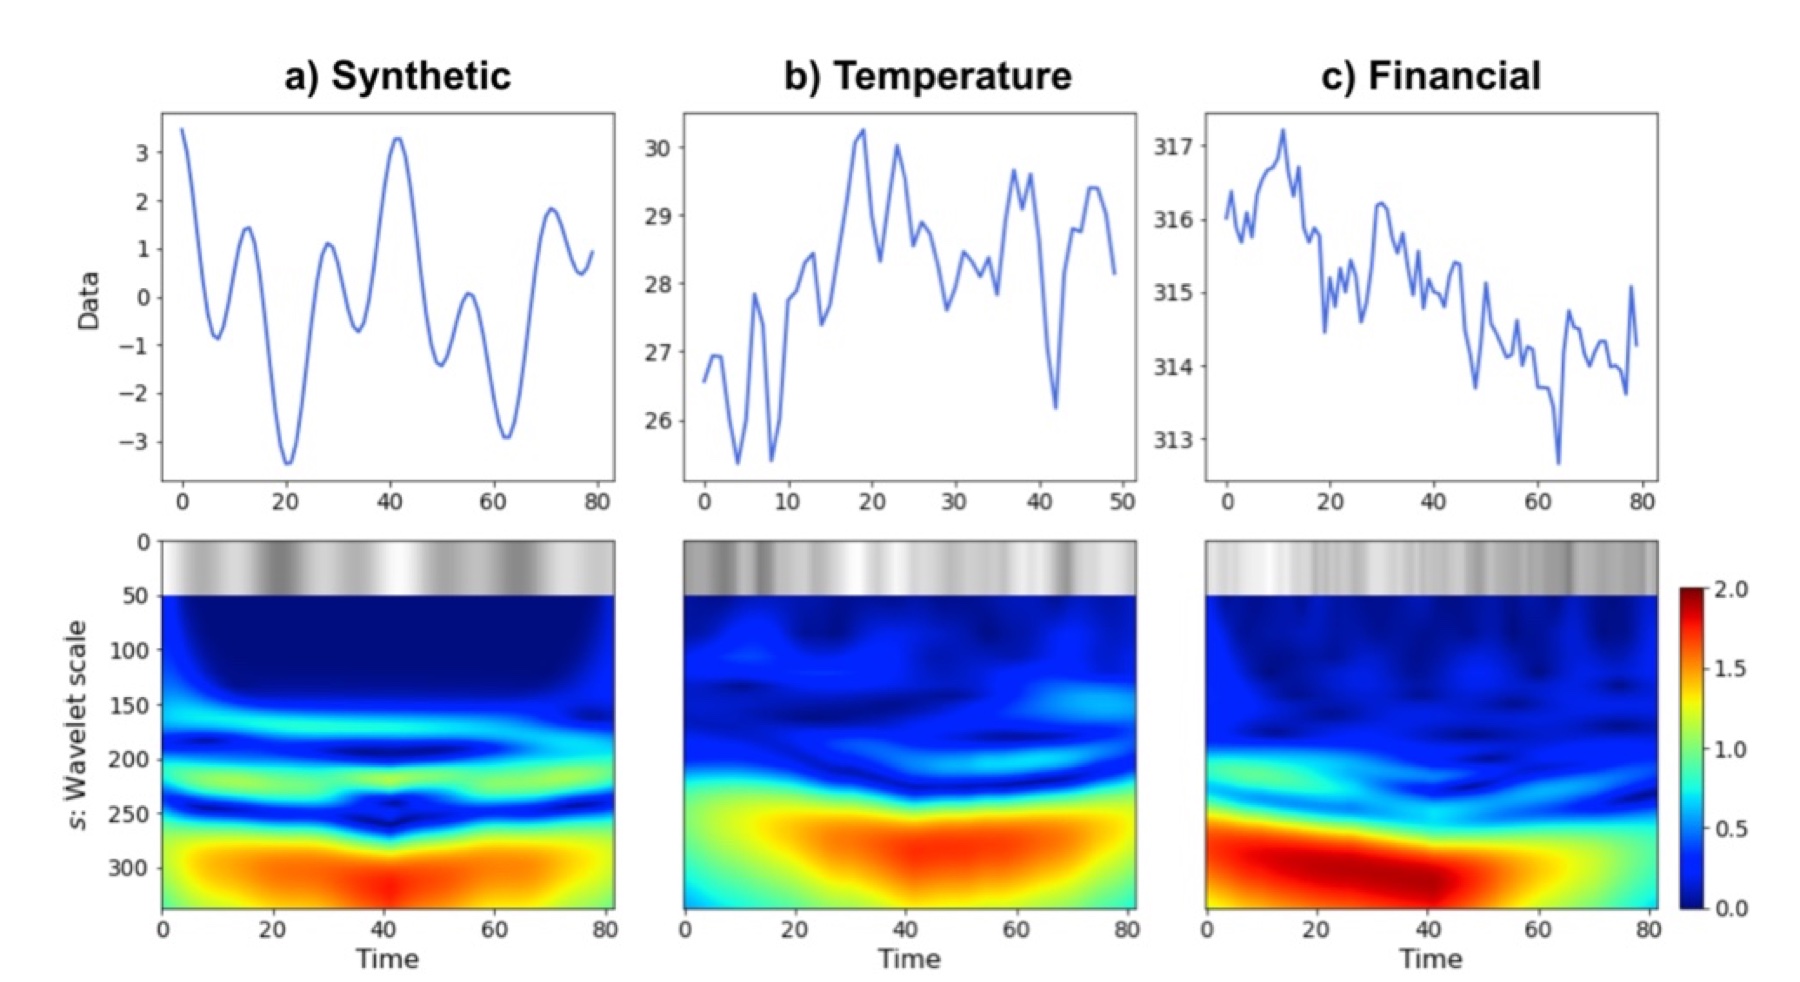 a) Synthetic
b) Temperature
c) Financial
Data
3
2
1
0
−1
−2
−3
0 20 40 60 80
30
29
28
27
26
0 10 20 30 40 50
317
316
315
314
313
0 20 40 60 80
s: Wavelet scale
0
50
100
150
200
250
300
0 20 40 60 80
Time
0 20 40 60 80
Time
0 20 40 60 80
Time
2.0
1.5
1.0
0.5
0.0